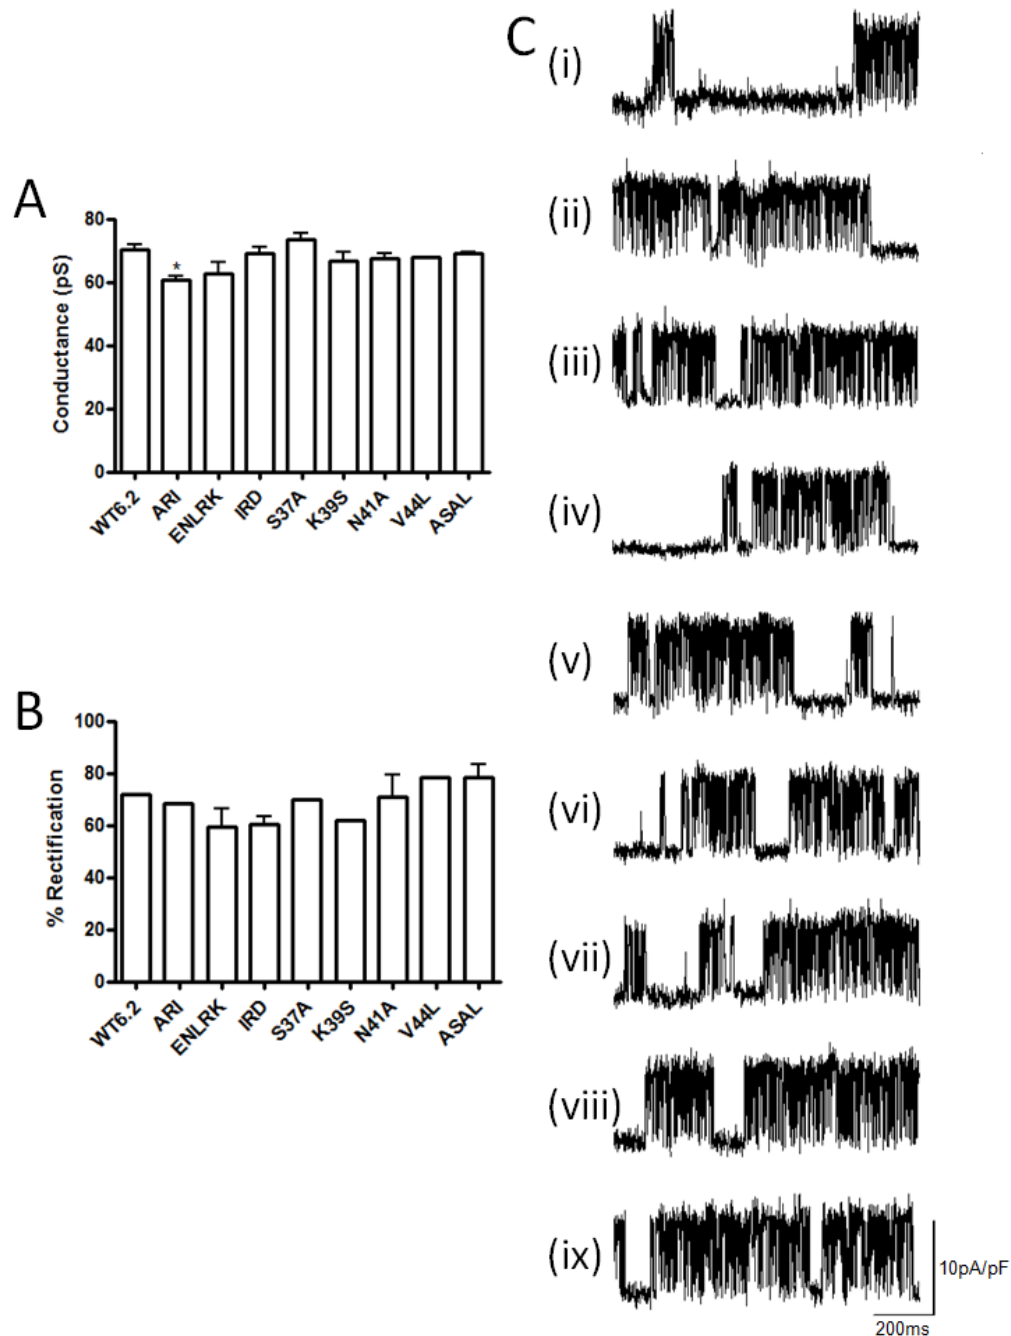 A
Conductance (pS)
80
60
40
20
0
*
WT6.2
ARI
ENLRK
IRD
S37A
K39S
N41A
V44L
ASAL
B
% Rectification
100
80
60
40
20
0
WT6.2
ARI
ENLRK
IRD
S37A
K39S
N41A
V44L
ASAL
C
(i)
(ii)
(iii)
(iv)
(v)
(vi)
(vii)
(viii)
(ix)
10pA/pF
200ms